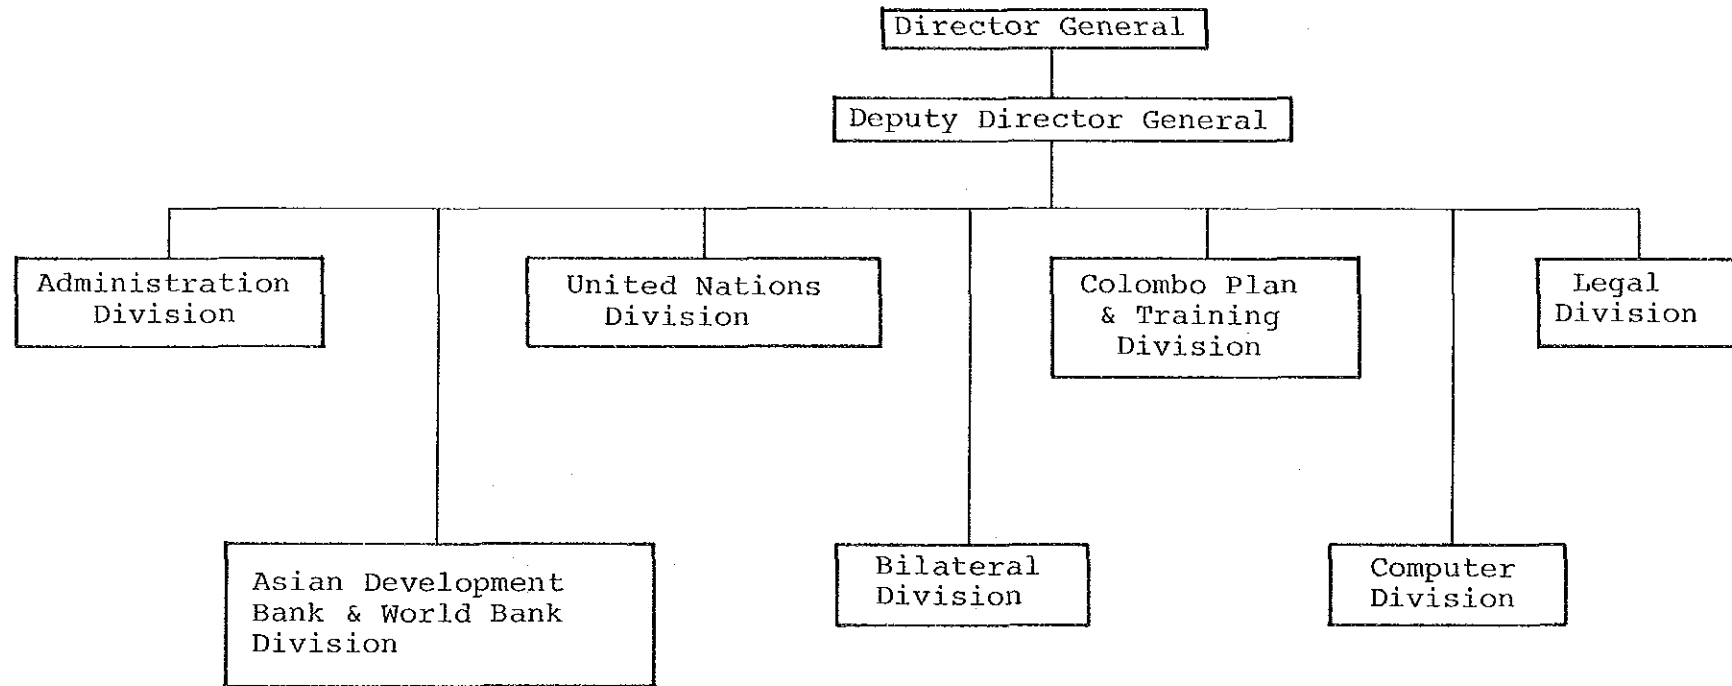 Director General
Deputy Director General
Administration
Division
United Nations
Division
Colombo Plan
& Training
Division
Legal
Division
Asian Development
Bank & World Bank
Division
Bilateral
Division
Computer
Division